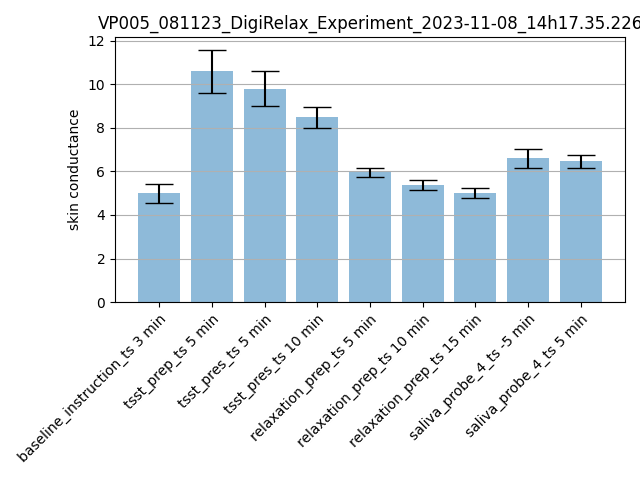 VP005_081123_DigiRelax_Experiment_2023-11-08_14h17.35.226
12
10
8
6
4
2
0
skin conductance
baseline_instruction_ts 3 min
tsst_prep_ts 5 min
tsst_pres_ts 5 min
tsst_pres_ts 10 min
relaxation_prep_ts 5 min
relaxation_prep_ts 10 min
relaxation_prep_ts 15 min
saliva_probe_4_ts -5 min
saliva_probe_4_ts 5 min